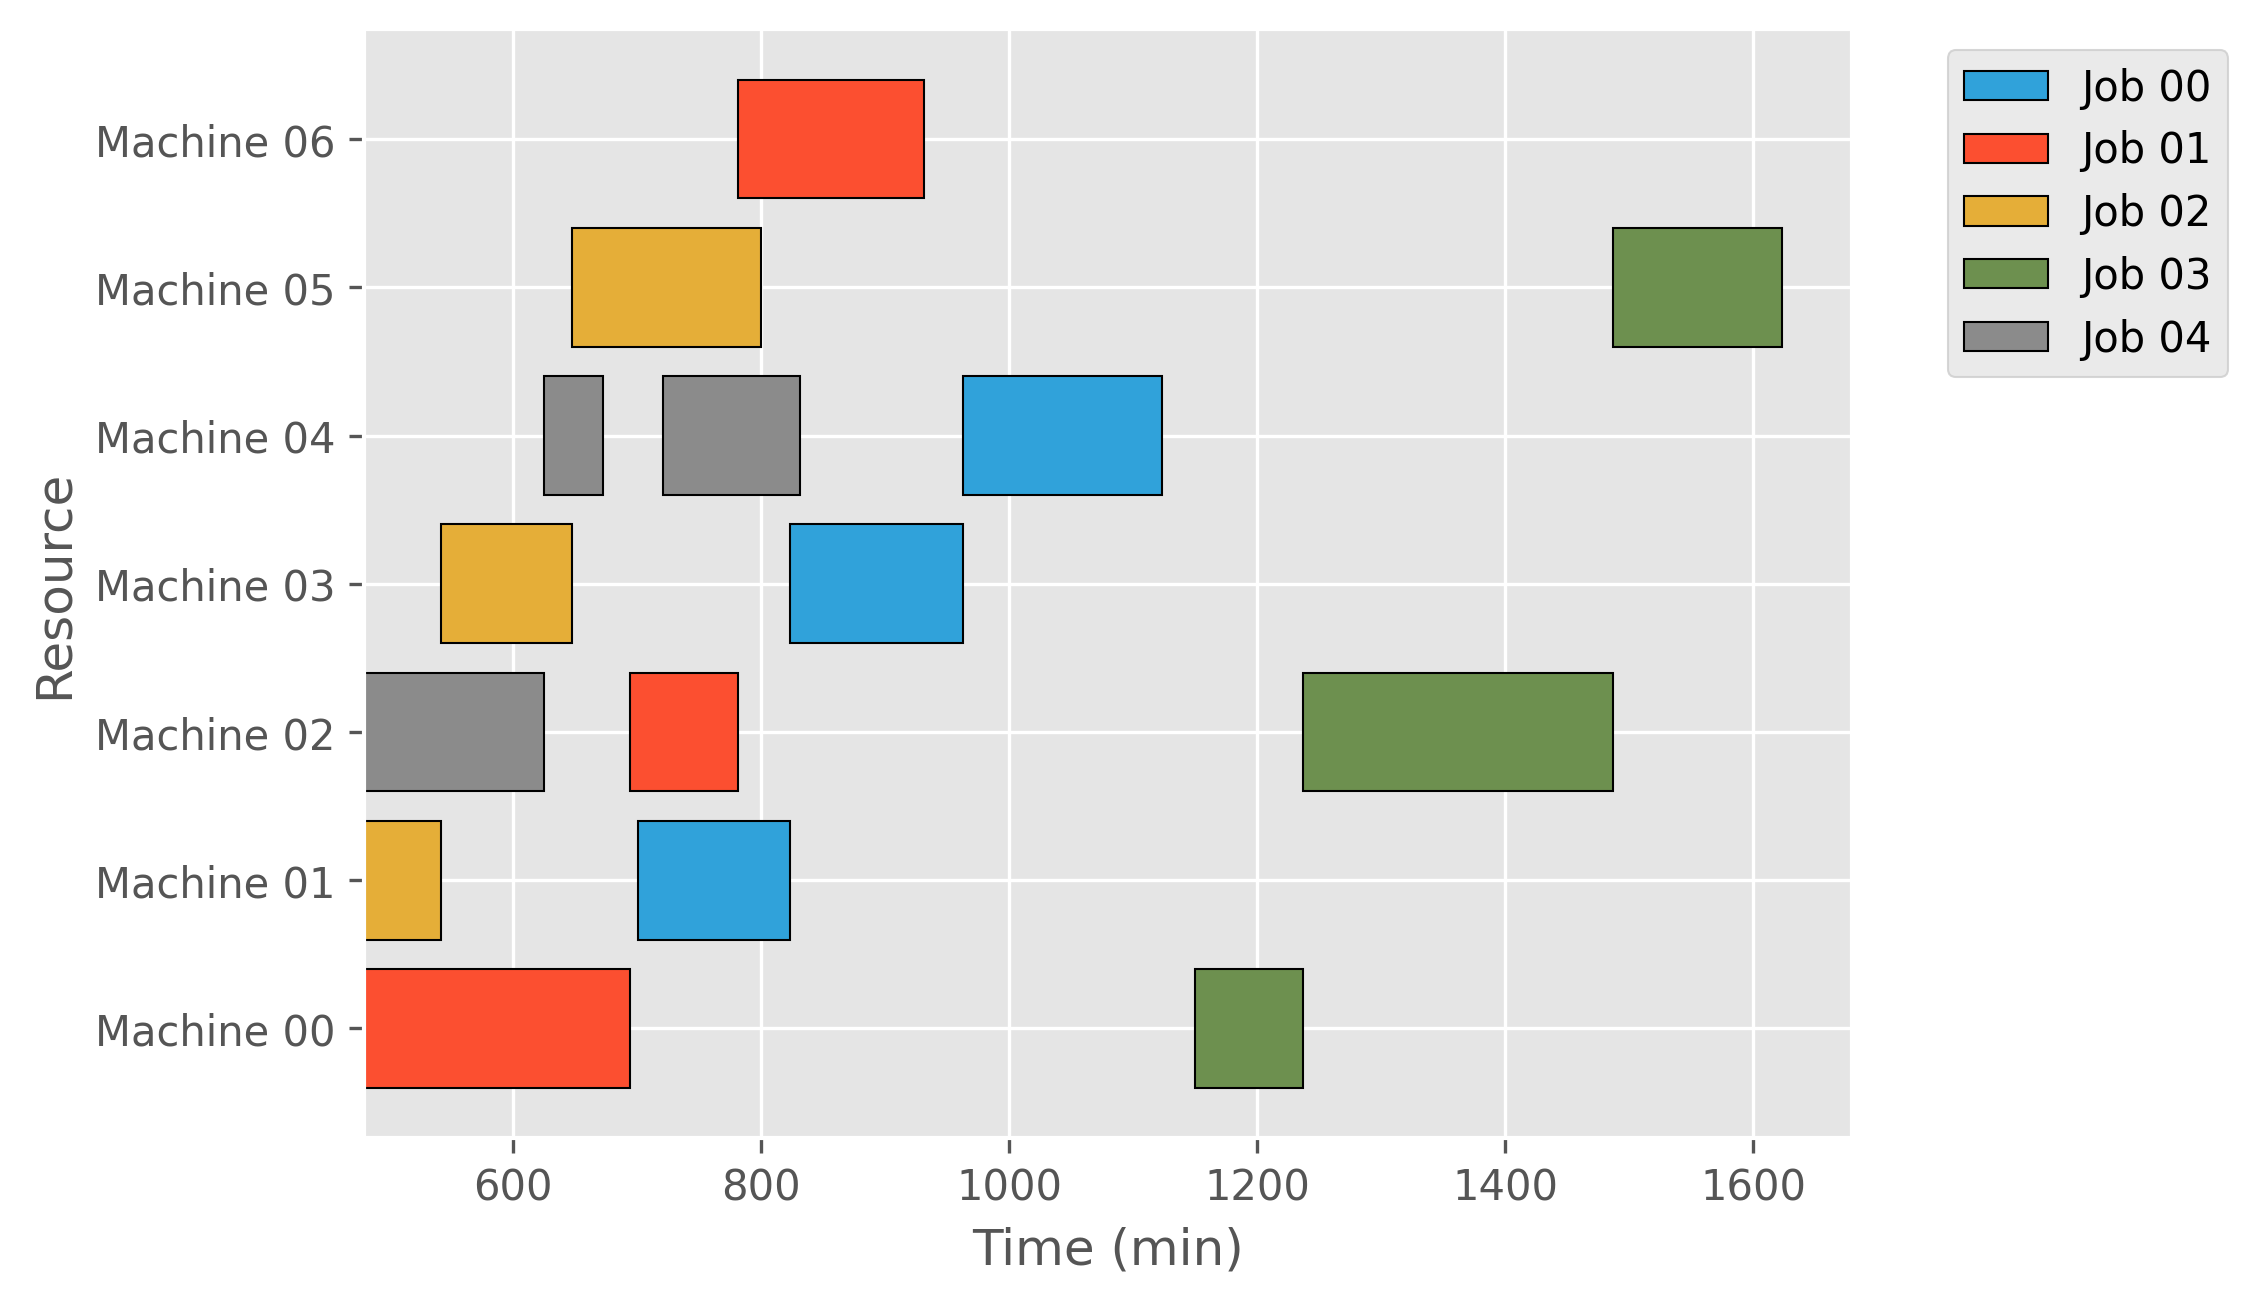 Machine 06
Machine 05
Machine 04
Machine 03
Machine 02
Machine 01
Machine 00
Resource
600 800 1000 1200 1400 1600
Time (min)
Job 00
Job 01
Job 02
Job 03
Job 04